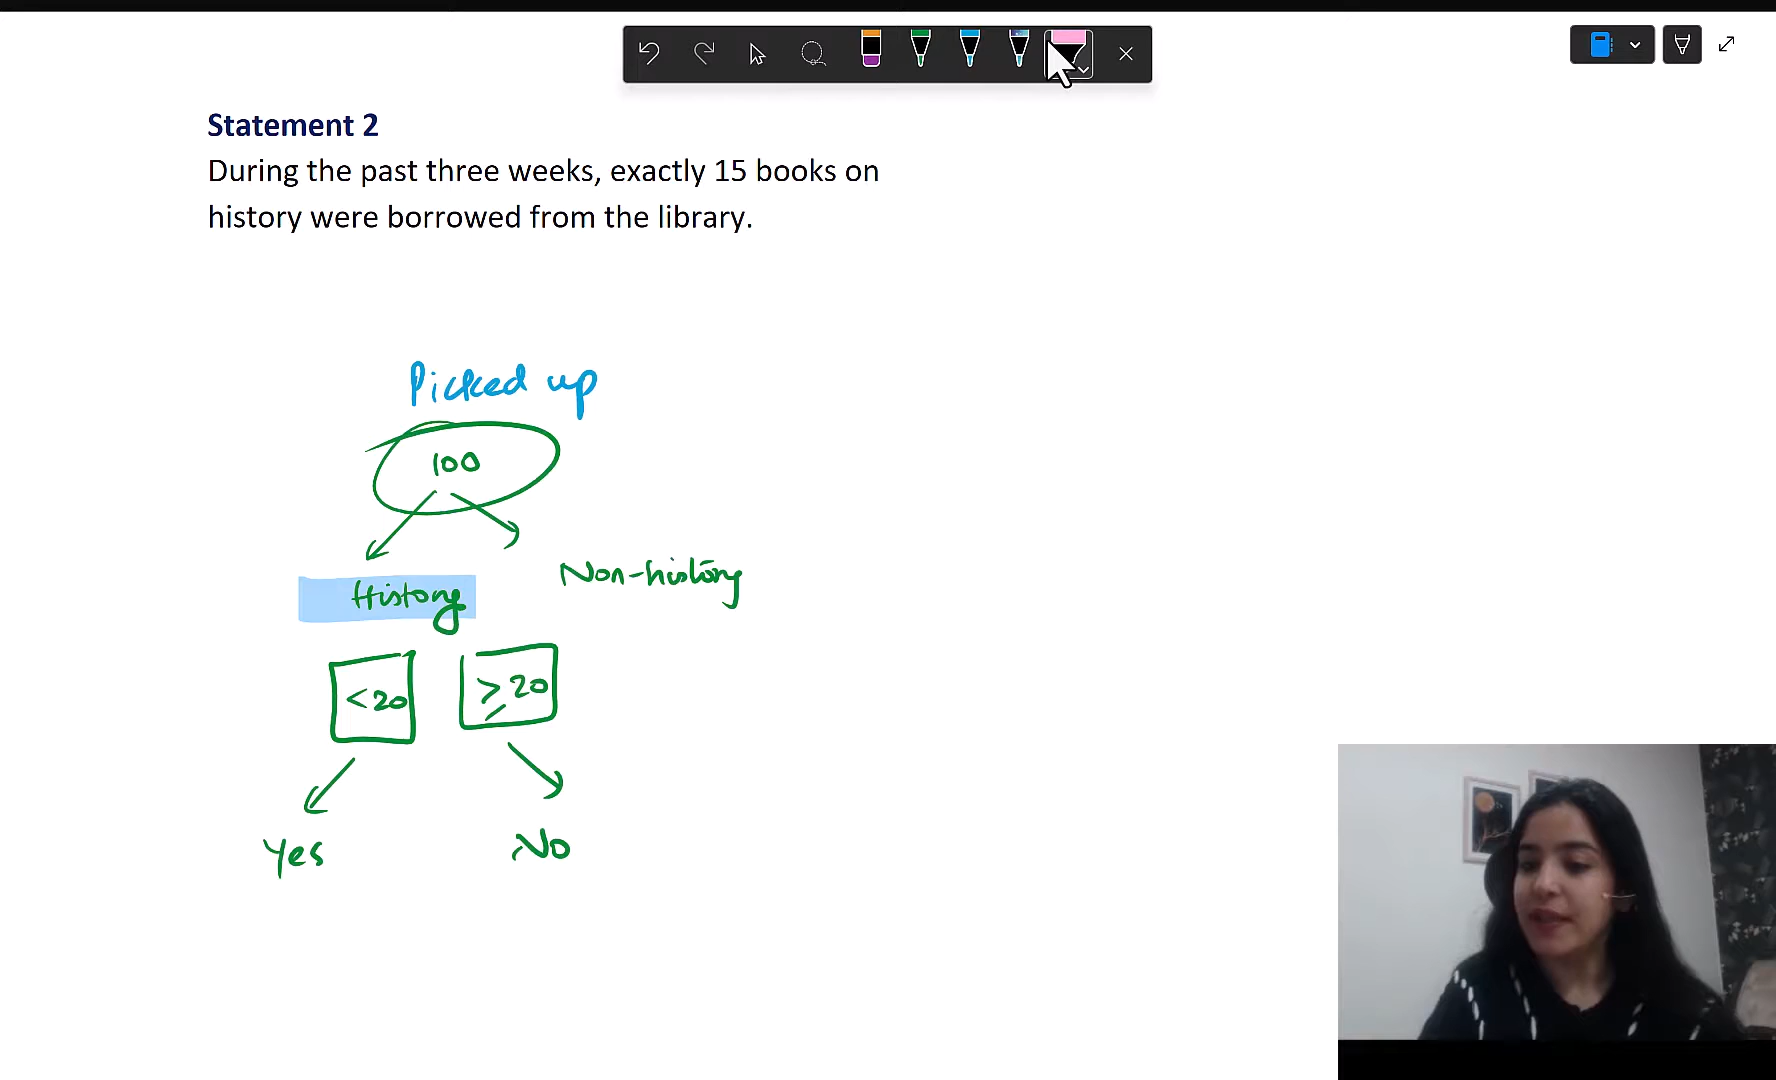 Statement 2
During the past three weeks, exactly 15 books on
history were borrowed from the library.
Picked up
100
History
Non-history
<20
≥20
Yes
No